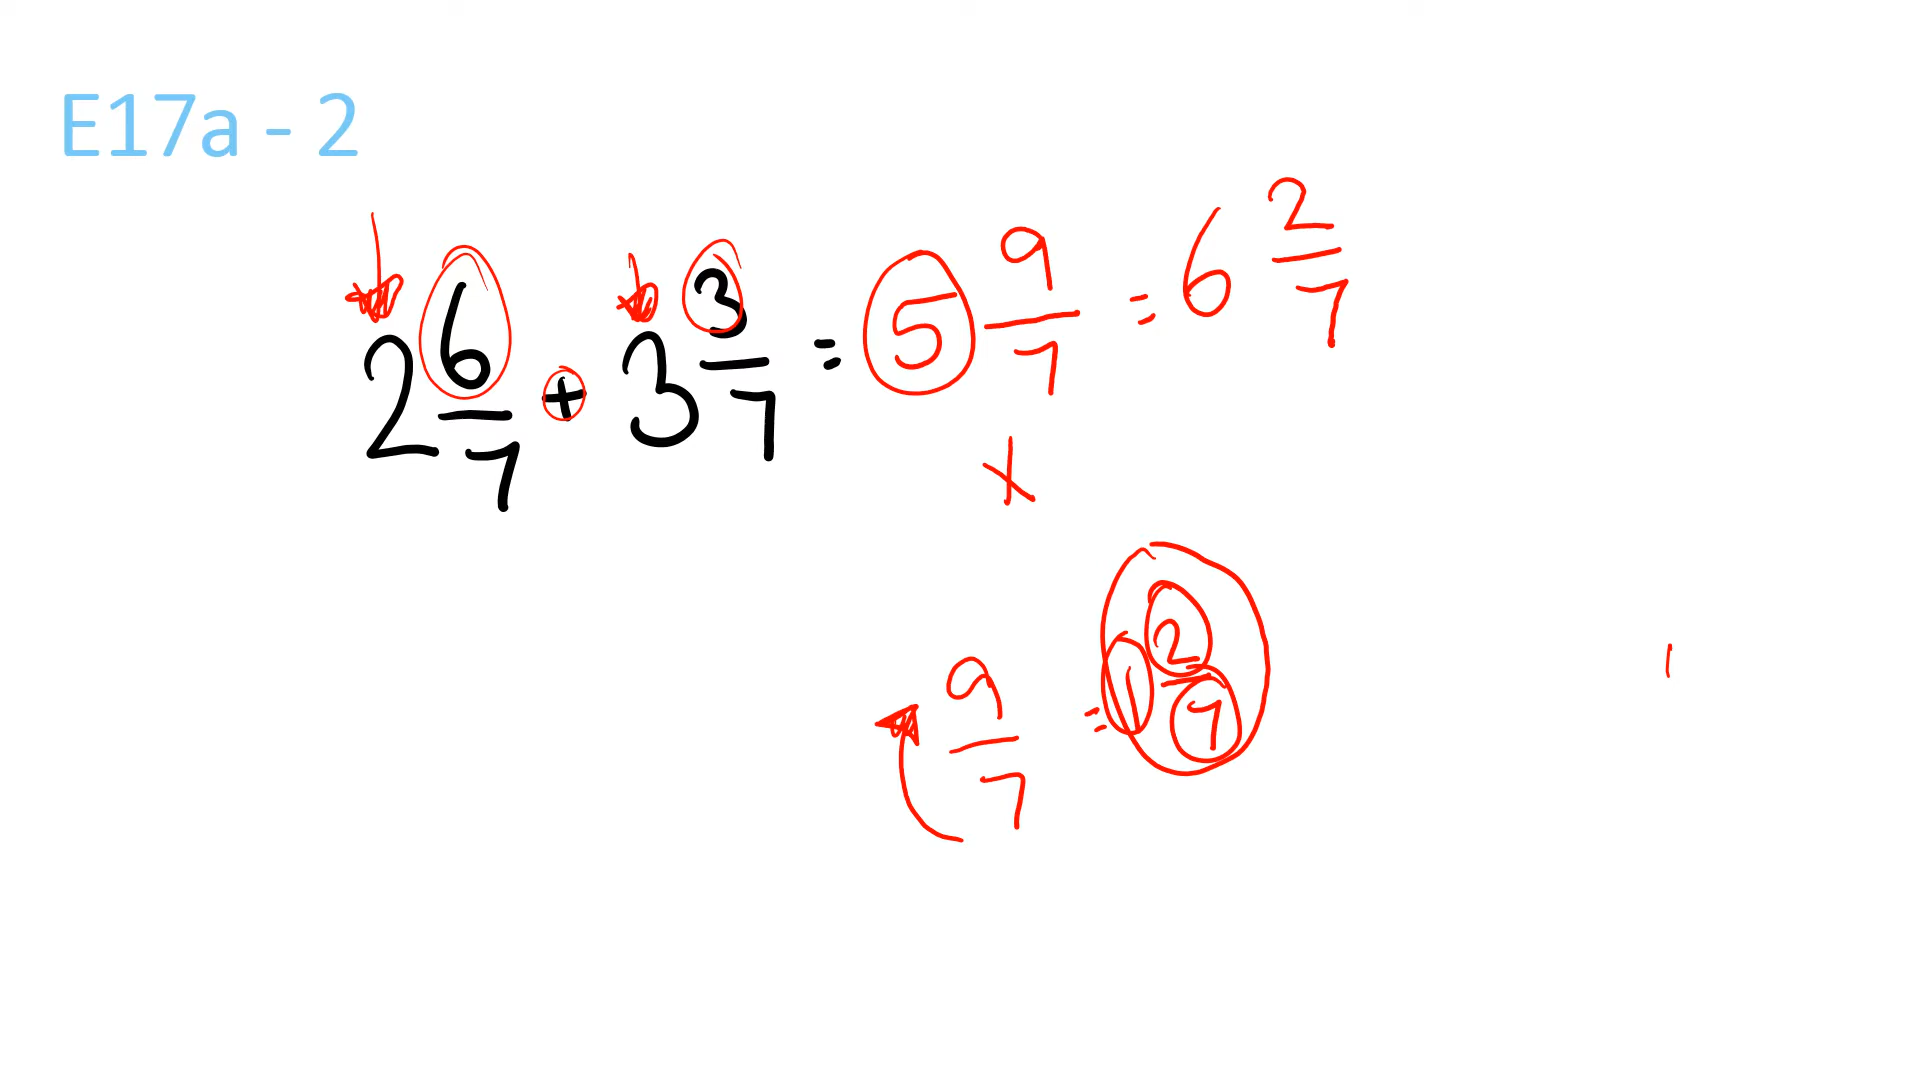 E17a - 2
2 6/7 + 3 3/7 = 5 9/7 = 6 2/7
x
9/7 = 1 2/7